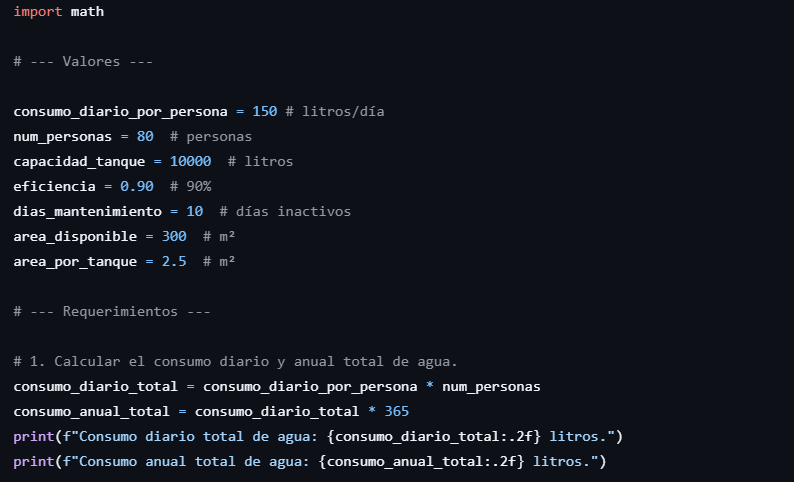 import math
# --- Valores ---
consumo_diario_por_persona = 150 # litros/día
num_personas = 80  # personas
capacidad_tanque = 10000  # litros
eficiencia = 0.90  # 90%
dias_mantenimiento = 10  # días inactivos
area_disponible = 300  # m²
area_por_tanque = 2.5  # m²
# --- Requerimientos ---
# 1. Calcular el consumo diario y anual total de agua.
consumo_diario_total = consumo_diario_por_persona * num_personas
consumo_anual_total = consumo_diario_total * 365
print(f"Consumo diario total de agua: {consumo_diario_total:.2f} litros.")
print(f"Consumo anual total de agua: {consumo_anual_total:.2f} litros.")